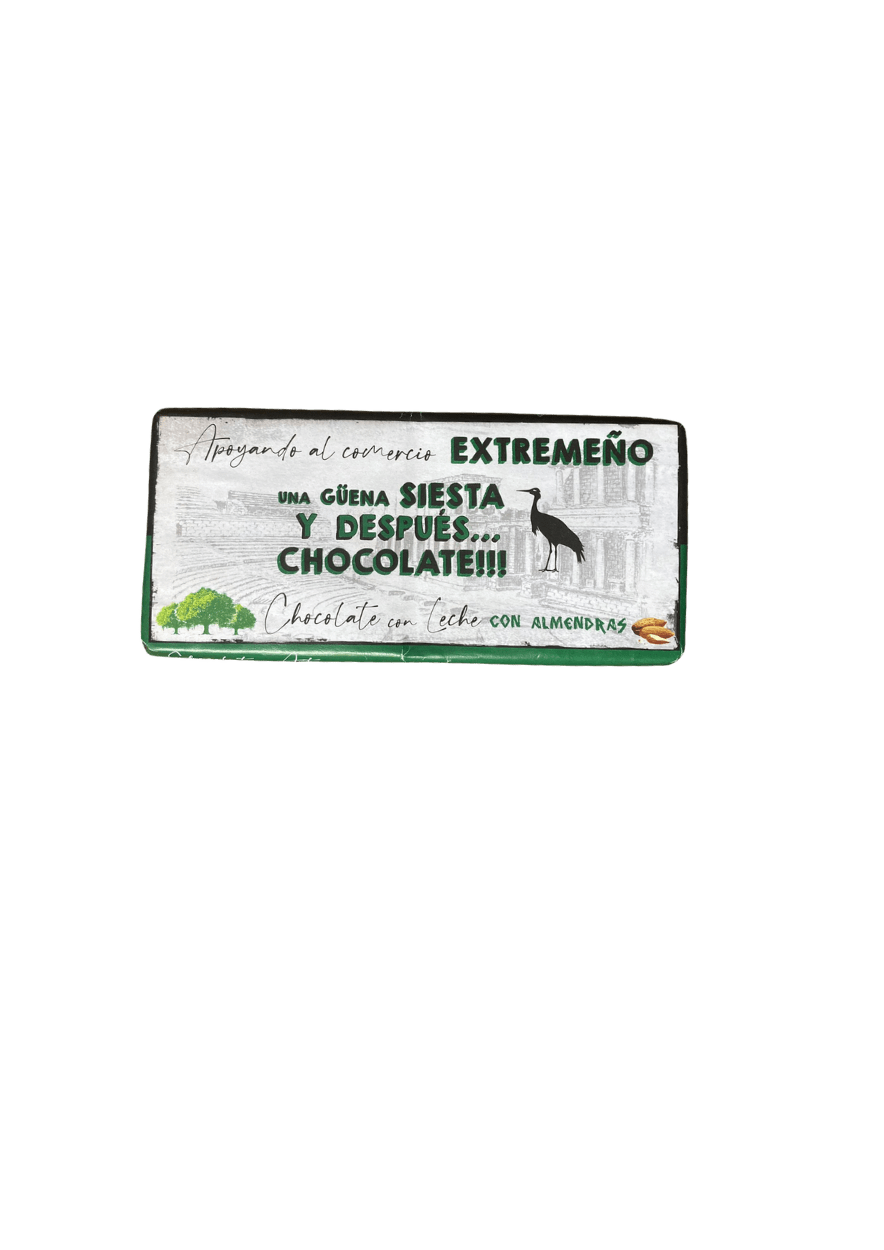 Apoyando al comercio EXTREMEÑO
UNA GÜENA SIESTA
Y DESPUÉS...
CHOCOLATE!!!
Chocolate con Leche CON ALMENDRAS